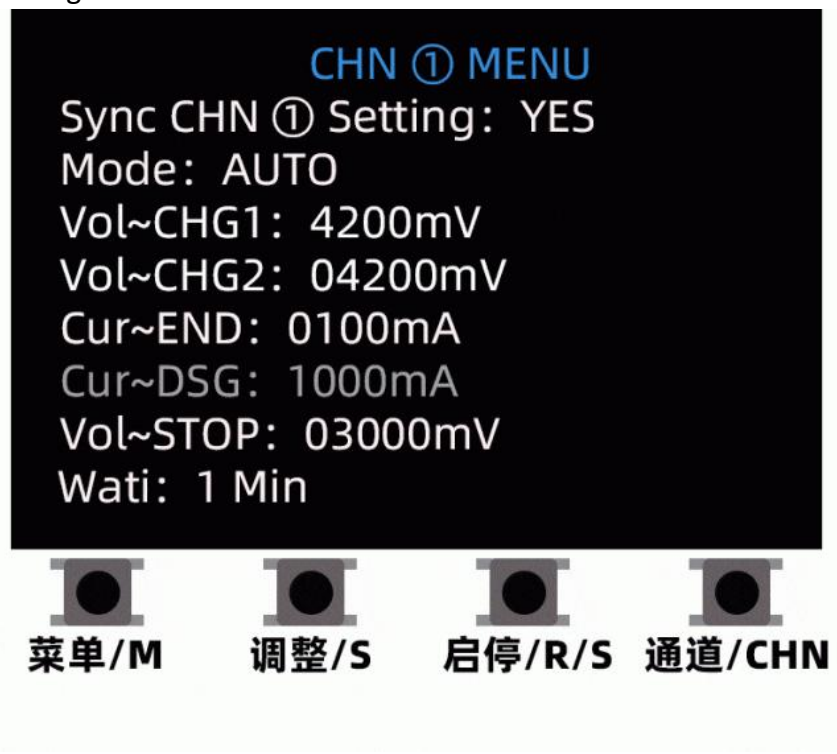 CHN ① MENU
Sync CHN ① Setting：YES
Mode：AUTO
Vol~CHG1：4200mV
Vol~CHG2：04200mV
Cur~END：0100mA
Cur~DSG：1000mA
Vol~STOP：03000mV
Wati：1 Min
菜单/M 调整/S 启停/R/S 通道/CHN